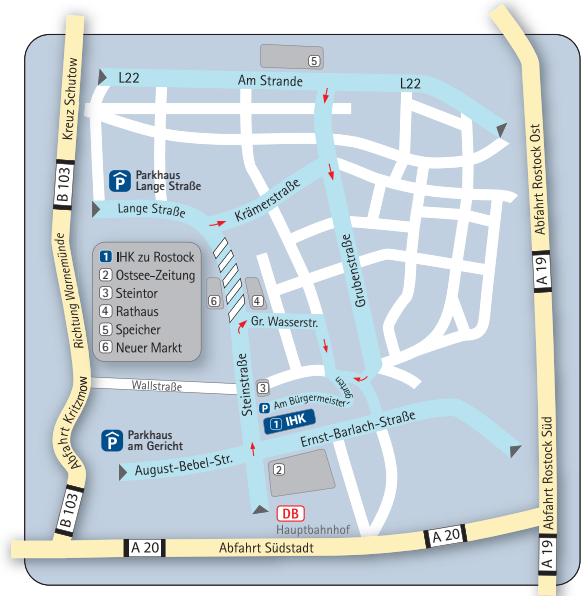 5
L22
Am Strande
L22
Kreuz Schutow
Abfahrt Rostock Ost
P
Parkhaus
Lange Straße
B 103
Krämerstraße
Lange Straße
Richtung Warnemünde
1 IHK zu Rostock
2 Ostsee-Zeitung
3 Steintor
4 Rathaus
5 Speicher
6 Neuer Markt
Grubenstraße
A 19
6
4
Gr. Wasserstr.
Steinstraße
Wallstraße
3
P
Am Bürgermeister
garten
1 IHK
Abfahrt Kritzmow
P
Parkhaus
am Gericht
Ernst-Barlach-Straße
August-Bebel-Str.
2
Abfahrt Rostock Süd
B 103
DB
Hauptbahnhof
A 20
Abfahrt Südstadt
A 20
A 19